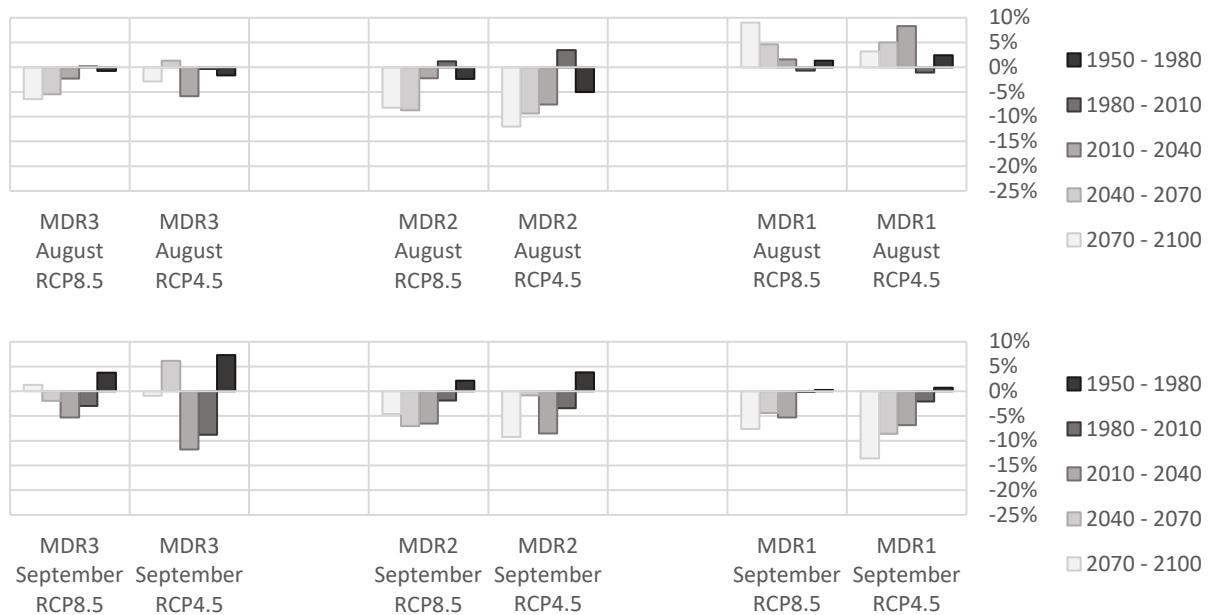 10%
5%
0%
-5%
-10%
-15%
-20%
-25%
MDR3
August
RCP8.5
MDR3
August
RCP4.5
MDR2
August
RCP8.5
MDR2
August
RCP4.5
MDR1
August
RCP8.5
MDR1
August
RCP4.5
1950 - 1980
1980 - 2010
2010 - 2040
2040 - 2070
2070 - 2100
10%
5%
0%
-5%
-10%
-15%
-20%
-25%
MDR3
September
RCP8.5
MDR3
September
RCP4.5
MDR2
September
RCP8.5
MDR2
September
RCP4.5
MDR1
September
RCP8.5
MDR1
September
RCP4.5
1950 - 1980
1980 - 2010
2010 - 2040
2040 - 2070
2070 - 2100